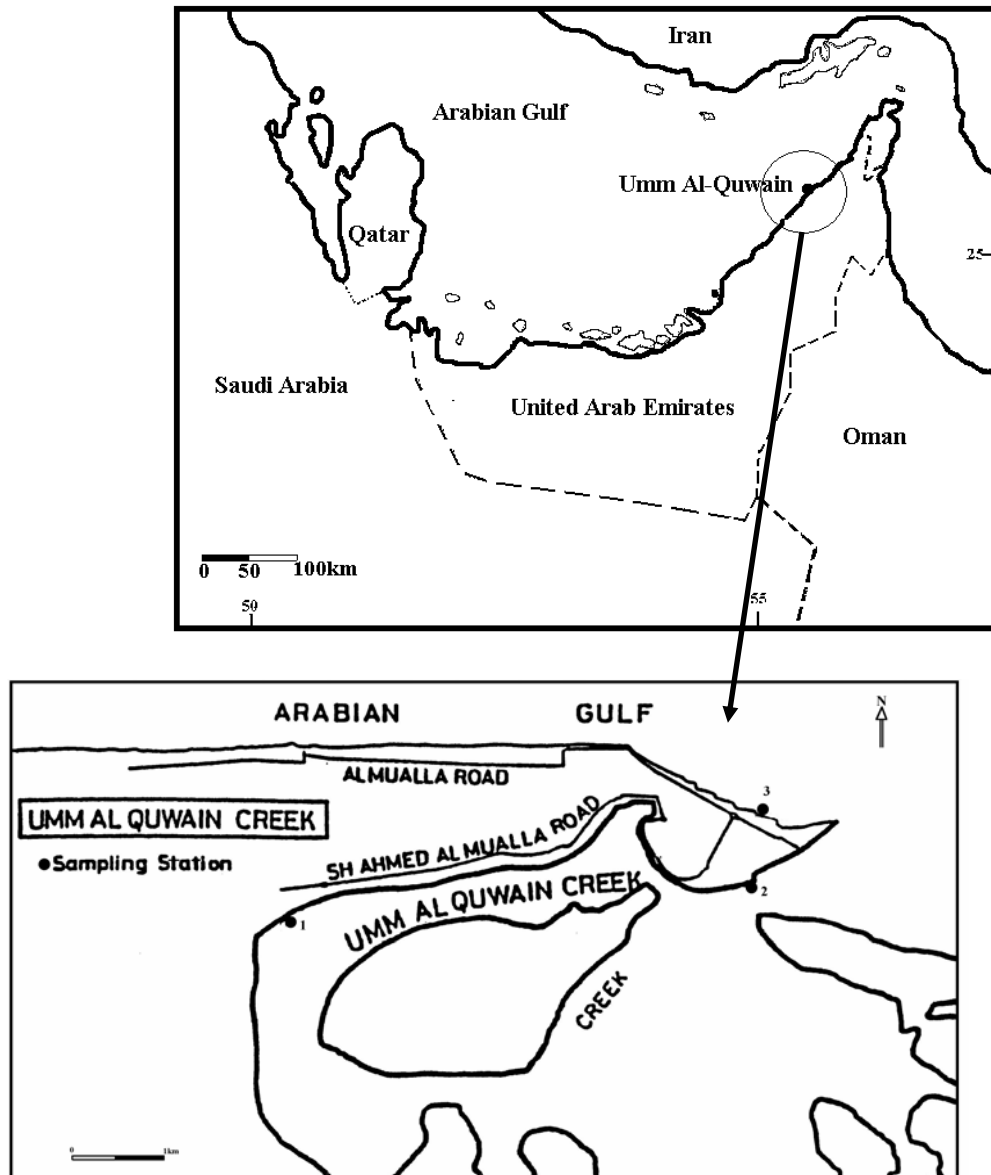 Iran
Arabian Gulf
Umm Al-Quwain
Qatar
25
Saudi Arabia
United Arab Emirates
Oman
0 50 100km
50
55
ARABIAN GULF
N
ALMUALLA ROAD
3
UMM AL QUWAIN CREEK
SH AHMED AL MUALLA ROAD
Sampling Station
2
UMM AL QUWAIN CREEK
1
CREEK
0 1km